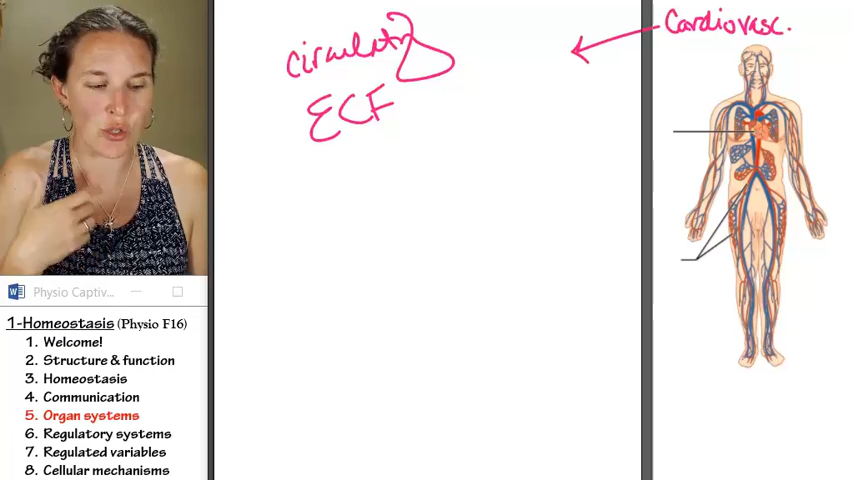 Cardiovasc.
ECF
Physio Captiv...
1-Homeostasis (Physio F16)
1. Welcome!
2. Structure & function
3. Homeostasis
4. Communication
5. Organ systems
6. Regulatory systems
7. Regulated variables
8. Cellular mechanisms